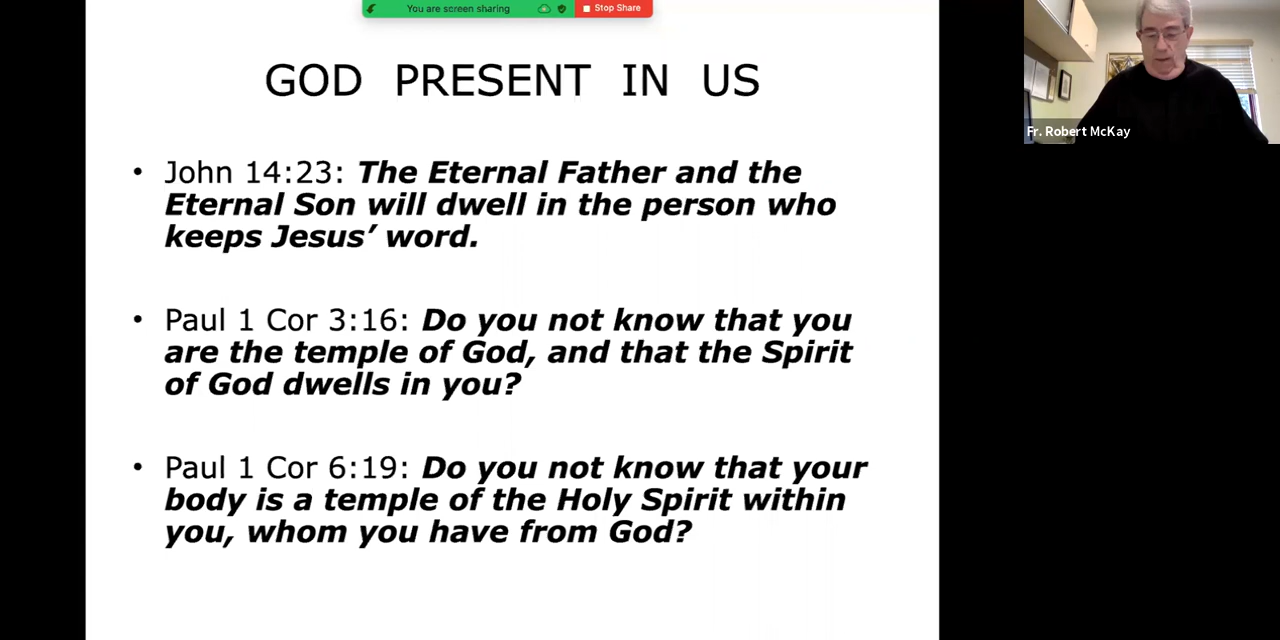 You are screen sharing
Stop Share
GOD PRESENT IN US
Fr. Robert McKay
• John 14:23: The Eternal Father and the
Eternal Son will dwell in the person who
keeps Jesus’ word.
• Paul 1 Cor 3:16: Do you not know that you
are the temple of God, and that the Spirit
of God dwells in you?
• Paul 1 Cor 6:19: Do you not know that your
body is a temple of the Holy Spirit within
you, whom you have from God?